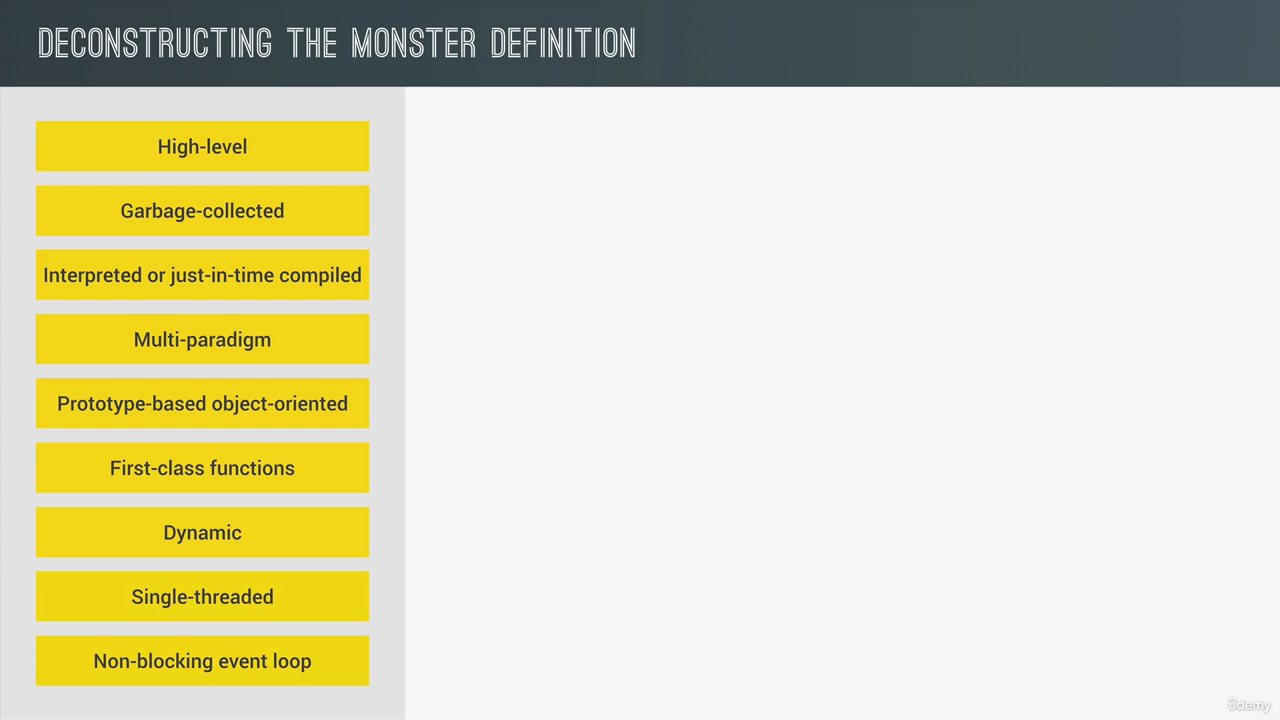 DECONSTRUCTING THE MONSTER DEFINITION
High-level
Garbage-collected
Interpreted or just-in-time compiled
Multi-paradigm
Prototype-based object-oriented
First-class functions
Dynamic
Single-threaded
Non-blocking event loop
ûdemy